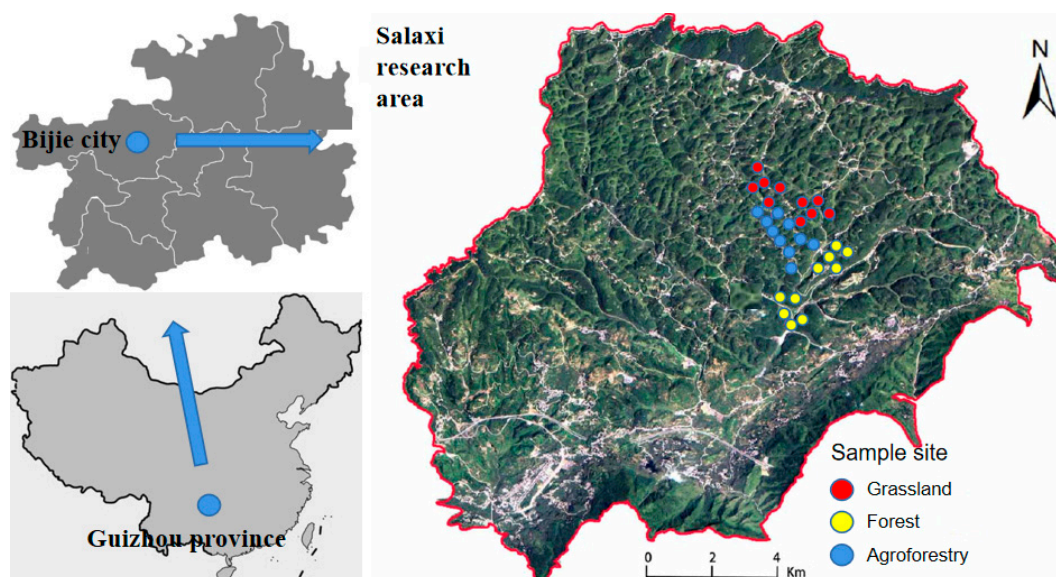 Bijie city
Guizhou province
Salaxi
research
area
N
Sample site
Grassland
Forest
Agroforestry
0 2 4
Km